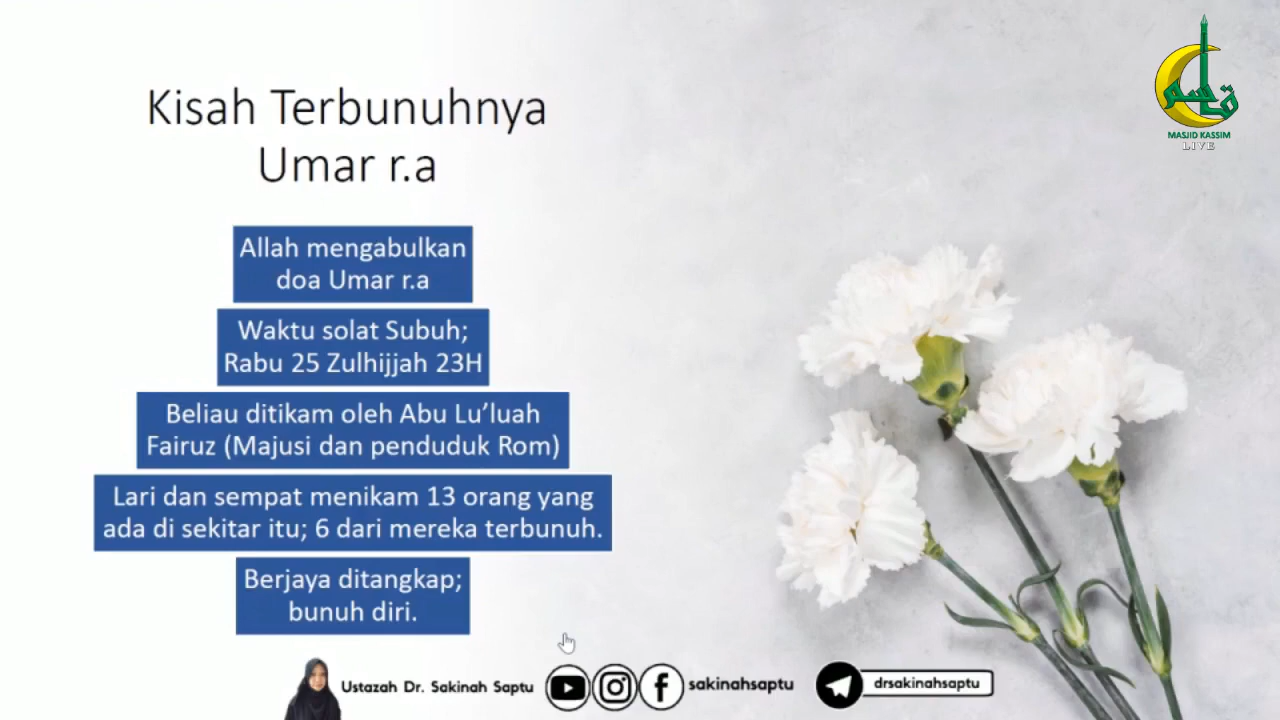 Kisah Terbunuhnya
Umar r.a
Allah mengabulkan
doa Umar r.a
Waktu solat Subuh;
Rabu 25 Zulhijjah 23H
Beliau ditikam oleh Abu Lu’luah
Fairuz (Majusi dan penduduk Rom)
Lari dan sempat menikam 13 orang yang
ada di sekitar itu; 6 dari mereka terbunuh.
Berjaya ditangkap;
bunuh diri.
قاسم
MASJID KASSIM
LIVE
Ustazah Dr. Sakinah Saptu
sakinahsaptu
drsakinahsaptu